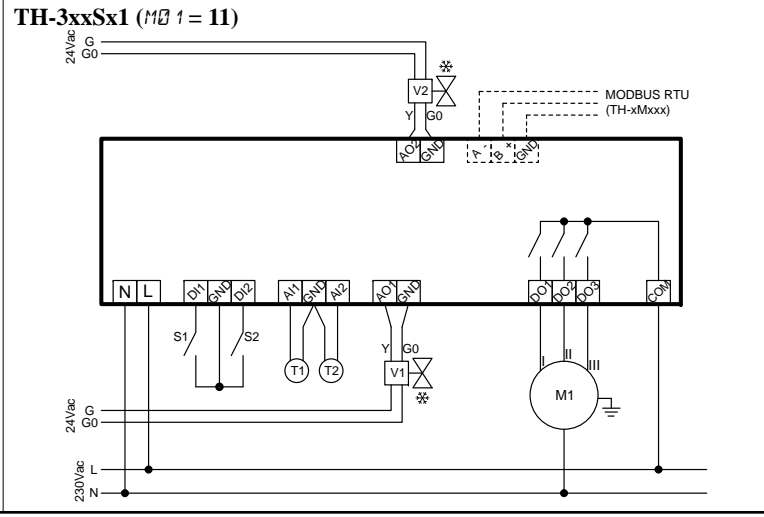 TH-3xxSx1 (M01 = 11)
24Vac
G
G0
V2
Y
G0
MODBUS RTU
(TH-xMxxx)
AO2 GND
A - B + GND
N L
DI1 GND DI2
AI1 GND AI2
AO1 GND
DO1 DO2 DO3
COM
S1
S2
T1
T2
Y
G0
V1
I
II
III
M1
24Vac
G
G0
230Vac
L
N